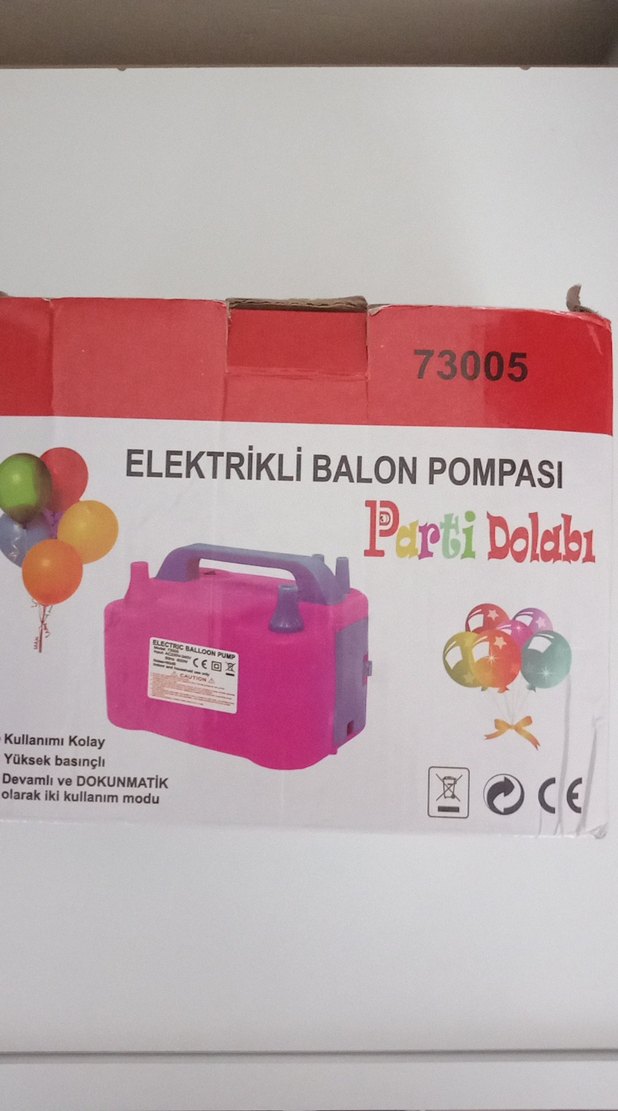 73005
ELEKTRİKLİ BALON POMPASI
Parti Dolabı
ELECTRIC BALLOON PUMP
CAUTION
Kullanımı Kolay
Yüksek basınçlı
Devamlı ve DOKUNMATİK
olarak iki kullanım modu
CE